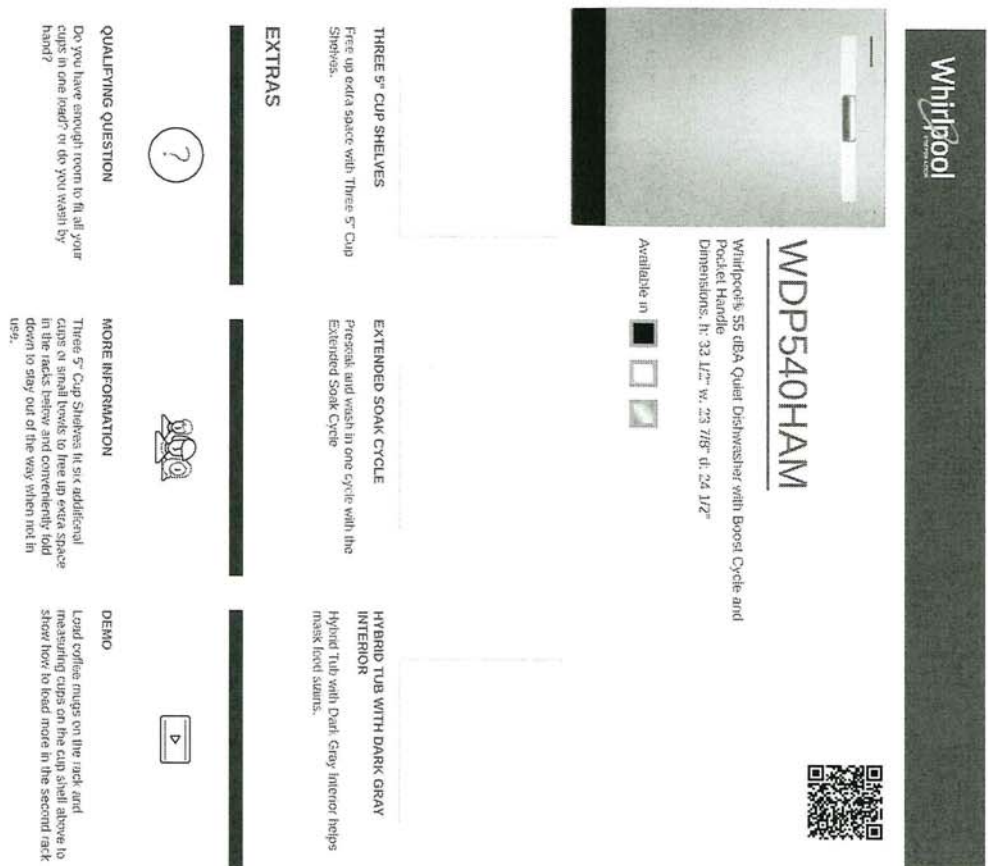 Whirlpool
WDP540HAM
Whirlpool® 55 dBA Quiet Dishwasher with Boost Cycle and
Pocket Handle
Dimensions, h: 33 1/2" w: 23 7/8" d: 24 1/2"
Available in
THREE 5" CUP SHELVES
Free up extra space with Three 5" Cup
Shelves.
EXTENDED SOAK CYCLE
Presoak and wash in one cycle with the
Extended Soak Cycle
HYBRID TUB WITH DARK GRAY
INTERIOR
Hybrid Tub with Dark Gray Interior helps
mask food stains.
EXTRAS
?
QUALIFYING QUESTION
Do you have enough room to fit all your
cups in one load? or do you wash by
hand?
MORE INFORMATION
Three 5" Cup Shelves fit six additional
cups or small bowls to free up extra space
in the racks below and conveniently fold
down to stay out of the way when not in
use.
DEMO
Load coffee mugs on the rack and
measuring cups on the cup shelf above to
show how to load more in the second rack